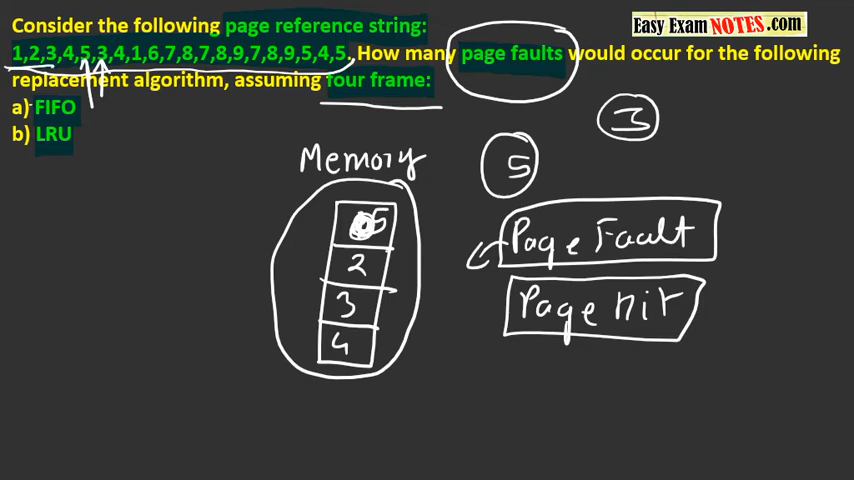 Consider the following page reference string:
Easy Exam NOTES.com
1,2,3,4,5,3,4,1,6,7,8,7,8,9,7,8,9,5,4,5. How many page faults would occur for the following
replacement algorithm, assuming four frame:
a) FIFO
b) LRU
3
Memory
5
5
Page Fault
2
3
Page Hit
4